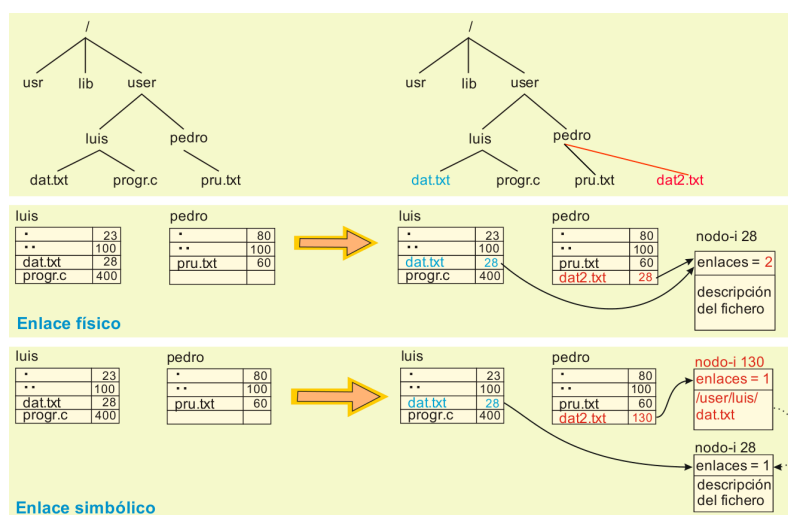 /
usr lib user
luis pedro
dat.txt progr.c pru.txt
/
usr lib user
luis pedro
dat.txt progr.c pru.txt dat2.txt
luis
. 23
.. 100
dat.txt 28
progr.c 400
pedro
. 80
.. 100
pru.txt 60
luis
. 23
.. 100
dat.txt 28
progr.c 400
pedro
. 80
.. 100
pru.txt 60
dat2.txt 28
nodo-i 28
enlaces = 2
descripción
del fichero
Enlace físico
luis
. 23
.. 100
dat.txt 28
progr.c 400
pedro
. 80
.. 100
pru.txt 60
luis
. 23
.. 100
dat.txt 28
progr.c 400
pedro
. 80
.. 100
pru.txt 60
dat2.txt 130
nodo-i 130
enlaces = 1
/user/luis/
dat.txt
nodo-i 28
enlaces = 1
descripción
del fichero
Enlace simbólico